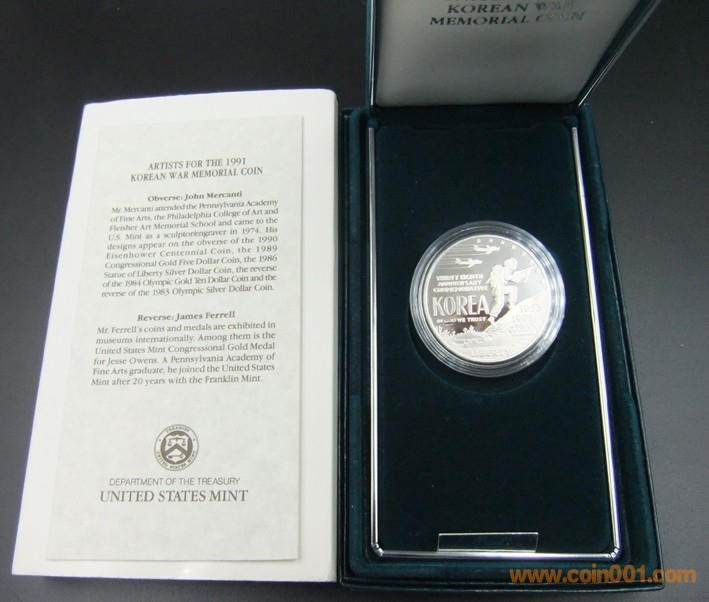 ARTISTS FOR THE 1991
KOREAN WAR MEMORIAL COIN
Obverse: John Mercanti
Mr. Mercanti attended the Pennsylvania Academy
of Fine Arts, the Philadelphia College of Art and
Fleisher Art Memorial School and came to the
U.S. Mint as a sculptor/engraver in 1974. His
designs appear on the obverse of the 1990
Eisenhower Centennial Coin, the 1989
Congressional Gold Five Dollar Coin, the 1986
Statue of Liberty Silver Dollar Coin, the reverse
of the 1984 Olympic Gold Ten Dollar Coin and the
reverse of the 1983 Olympic Silver Dollar Coin.
Reverse: James Ferrell
Mr. Ferrell's coins and medals are exhibited in
museums internationally. Among them is the
United States Mint Congressional Gold Medal
for Jesse Owens. A Pennsylvania Academy of
Fine Arts graduate, he joined the United States
Mint after 20 years with the Franklin Mint.
DEPARTMENT OF THE TREASURY
UNITED STATES MINT
KOREAN WAR
MEMORIAL COIN
THIRTY EIGHTH
ANNIVERSARY
COMMEMORATIVE
KOREA
WE TRUST
www.coin001.com